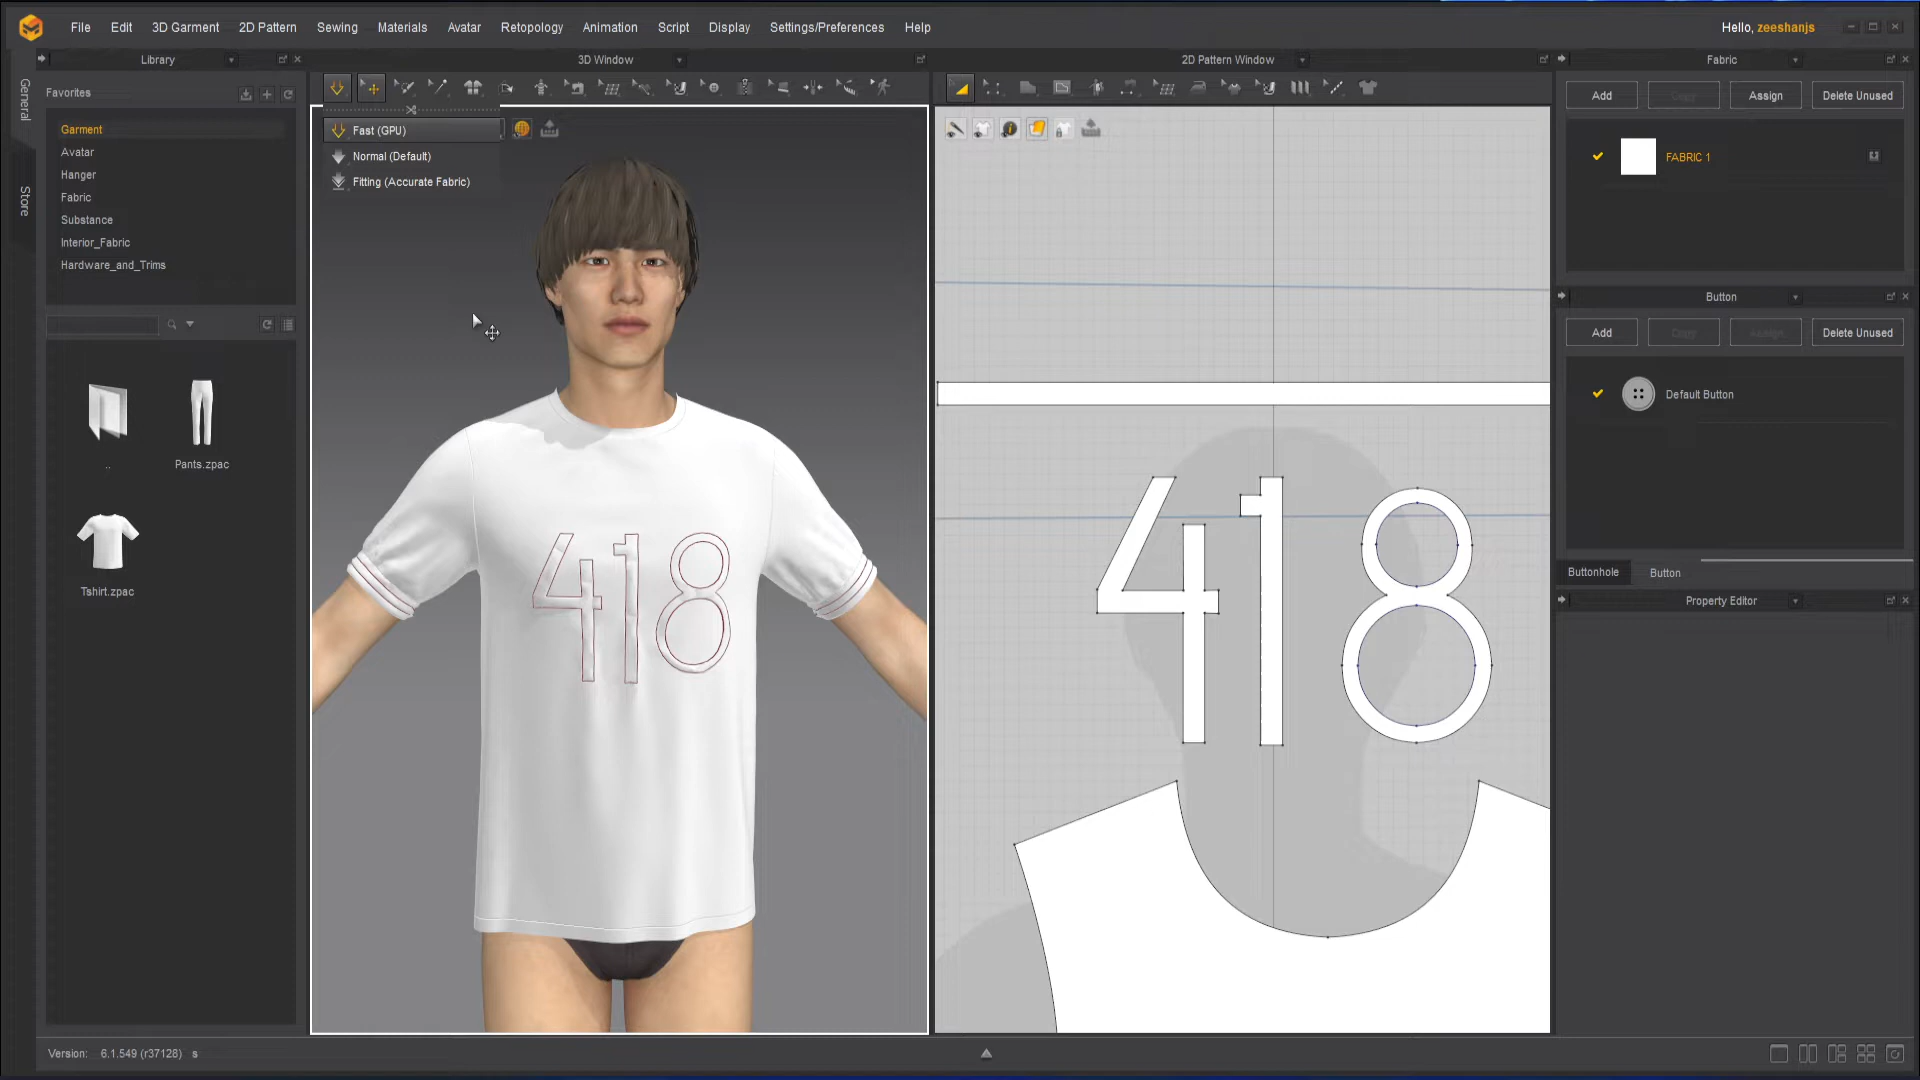 File Edit 3D Garment 2D Pattern Sewing Materials Avatar Retopology Animation Script Display Settings/Preferences Help
Hello, zeeshanjs
Library
3D Window
2D Pattern Window
Fabric
General
Store
Favorites
Garment
Avatar
Hanger
Fabric
Substance
Interior_Fabric
Hardware_and_Trims
..
Pants.zpac
Tshirt.zpac
Fast (GPU)
Normal (Default)
Fitting (Accurate Fabric)
418
418
Add Copy Assign Delete Unused
FABRIC 1
Button
Add Copy Assign Delete Unused
Default Button
Buttonhole Button
Property Editor
Version: 6.1.549 (r37128) s